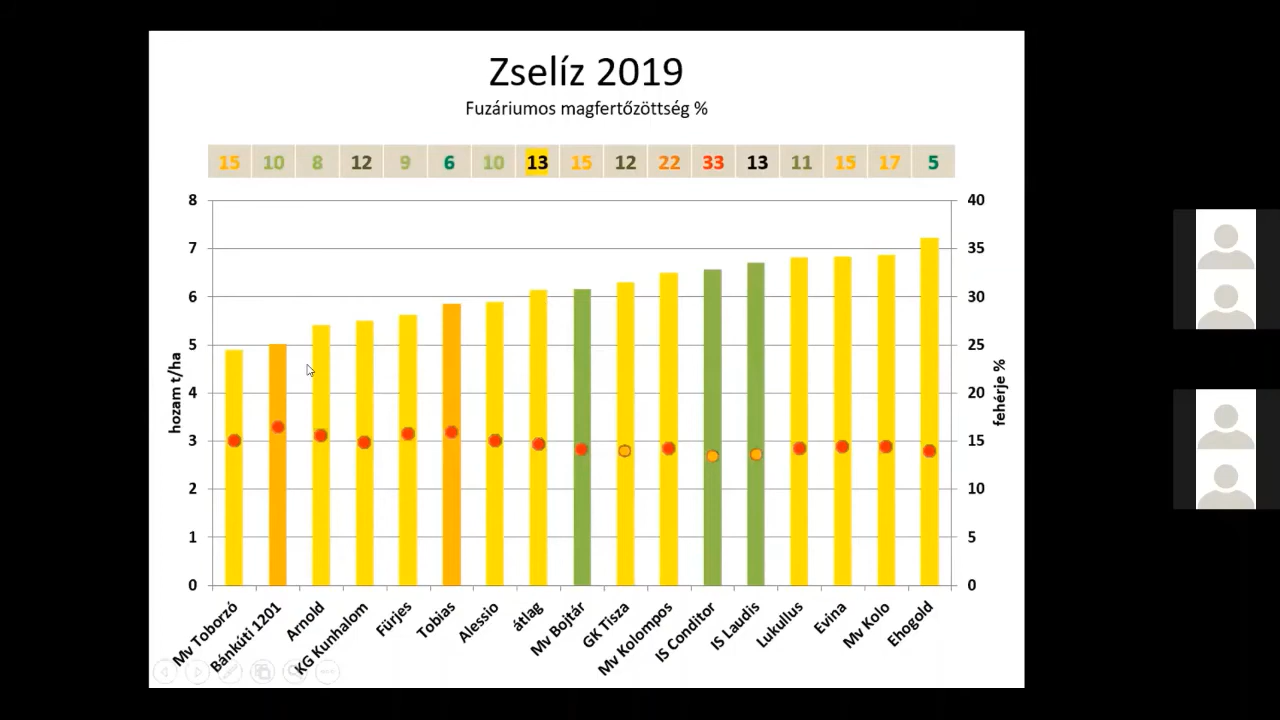 Zselíz 2019
Fuzáriumos magfertőzöttség %
15 10 8 12 9 6 10 13 15 12 22 33 13 11 15 17 5
8 40
7 35
6 30
5 25
4 20
3 15
2 10
1 5
0 0
hozam t/ha
fehérje %
Mv Toborzó
Bánkúti 1201
Arnold
KG Kunhalom
Fürjes
Tobias
Alessio
átlag
Mv Bojtár
GK Tisza
Mv Kolompos
IS Conditor
IS Laudis
Lukullus
Evina
Mv Kolo
Ehogold